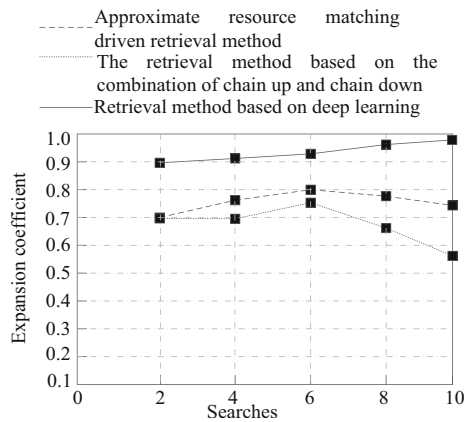 Approximate resource matching
driven retrieval method
The retrieval method based on the
combination of chain up and chain down
Retrieval method based on deep learning
1.0
0.9
0.8
0.7
0.6
0.5
0.4
0.3
0.2
0.1
Expansion coefficient
0 2 4 6 8 10
Searches